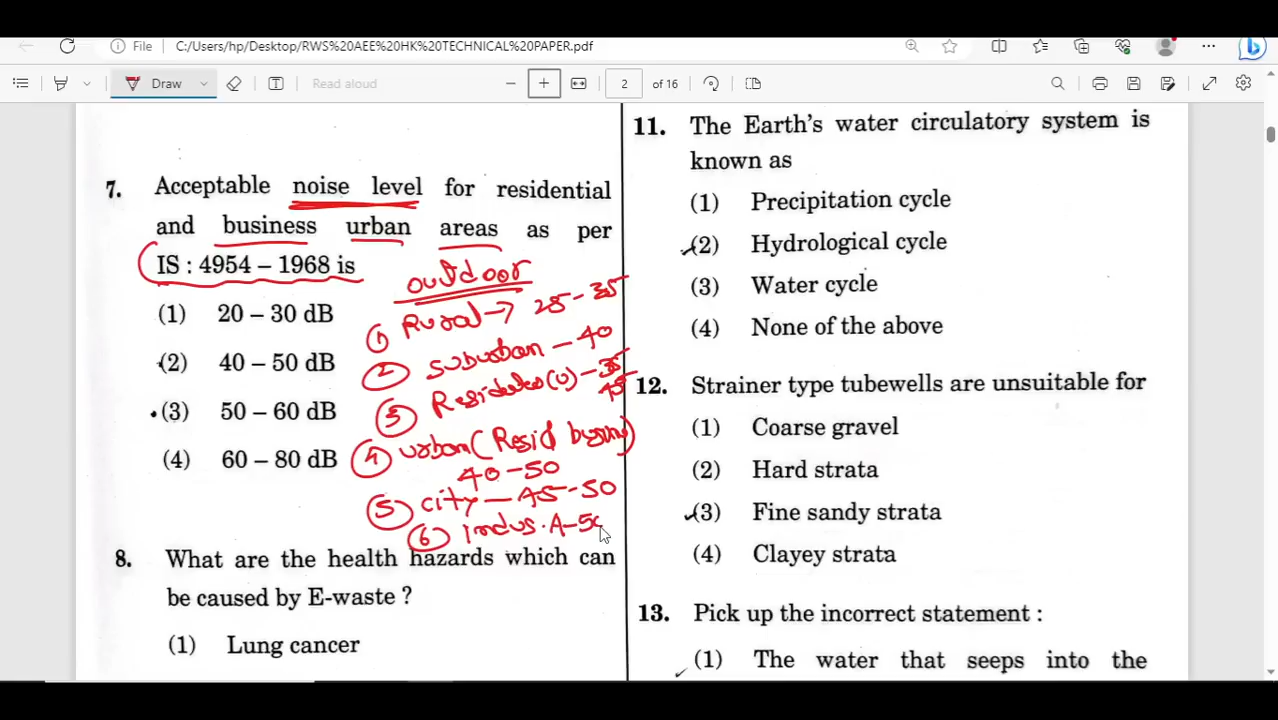 File C:/Users/hp/Desktop/RWS%20AEE%20HK%20TECHNICAL%20PAPER.pdf
Draw
Read aloud
2 of 16
7. Acceptable noise level for residential
and business urban areas as per
IS : 4954 – 1968 is
(1) 20 – 30 dB
(2) 40 – 50 dB
(3) 50 – 60 dB
(4) 60 – 80 dB
outdoor
① Rural → 25 - 35
② suburban - 40
③ (0) - 35
45
④ urban (Resid )
40 - 50
⑤ city - 45 - 50
⑥ Indus. A - 5
8. What are the health hazards which can
be caused by E-waste ?
(1) Lung cancer
11. The Earth's water circulatory system is
known as
(1) Precipitation cycle
(2) Hydrological cycle
(3) Water cycle
(4) None of the above
12. Strainer type tubewells are unsuitable for
(1) Coarse gravel
(2) Hard strata
(3) Fine sandy strata
(4) Clayey strata
13. Pick up the incorrect statement :
(1) The water that seeps into the